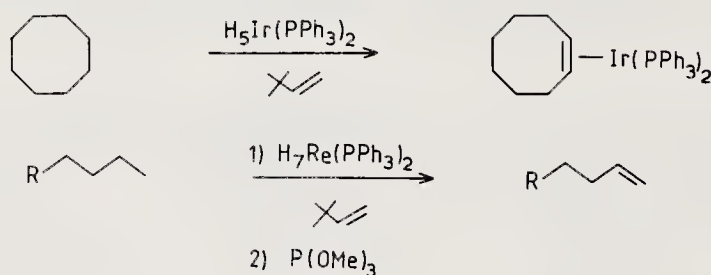 H₅Ir(PPh₃)₂
Ir(PPh₃)₂
R
1) H₇Re(PPh₃)₂
R
2) P(OMe)₃